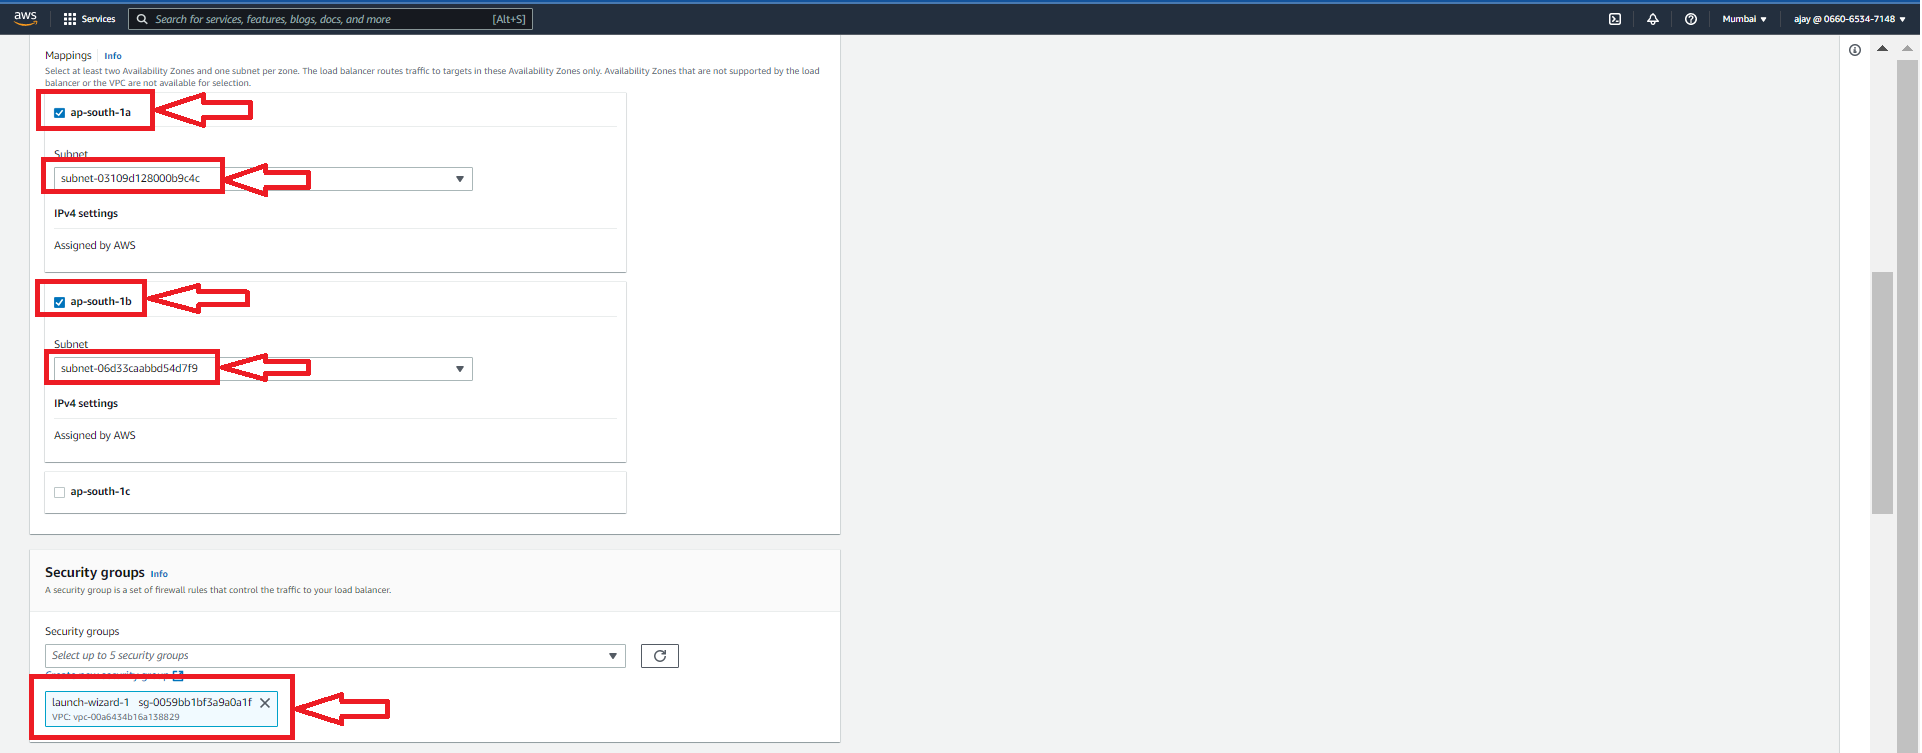 aws Services Search for services, features, blogs, docs, and more [Alt+S] Mumbai ajay @ 0660-6534-7148
Mappings Info
Select at least two Availability Zones and one subnet per zone. The load balancer routes traffic to targets in these Availability Zones only. Availability Zones that are not supported by the load
balancer or the VPC are not available for selection.
ap-south-1a
Subnet
subnet-03109d128000b9c4c
IPv4 settings
Assigned by AWS
ap-south-1b
Subnet
subnet-06d33caabbd54d7f9
IPv4 settings
Assigned by AWS
ap-south-1c
Security groups Info
A security group is a set of firewall rules that control the traffic to your load balancer.
Security groups
Select up to 5 security groups
Create new security group
launch-wizard-1 sg-0059bb1bf3a9a0a1f
VPC: vpc-00a6434b16a138829